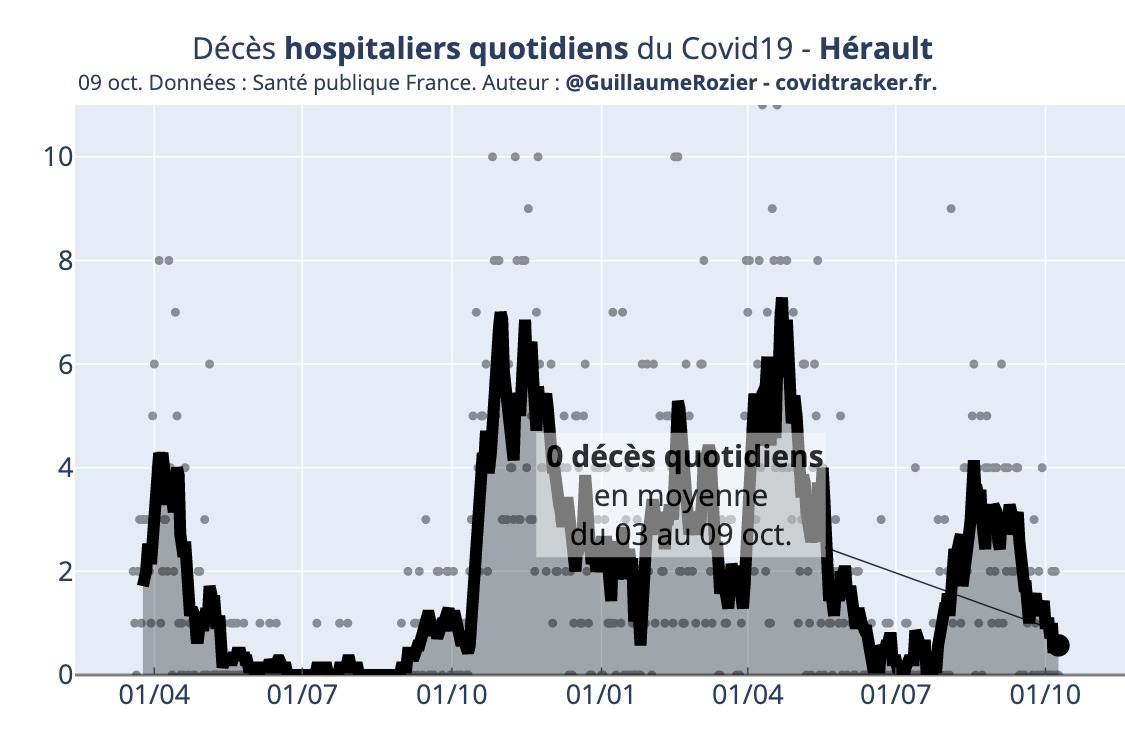 Décès hospitaliers quotidiens du Covid19 - Hérault
09 oct. Données : Santé publique France. Auteur : @GuillaumeRozier - covidtracker.fr.
10
8
6
4
2
0
0 décès quotidiens
en moyenne
du 03 au 09 oct.
01/04 01/07 01/10 01/01 01/04 01/07 01/10